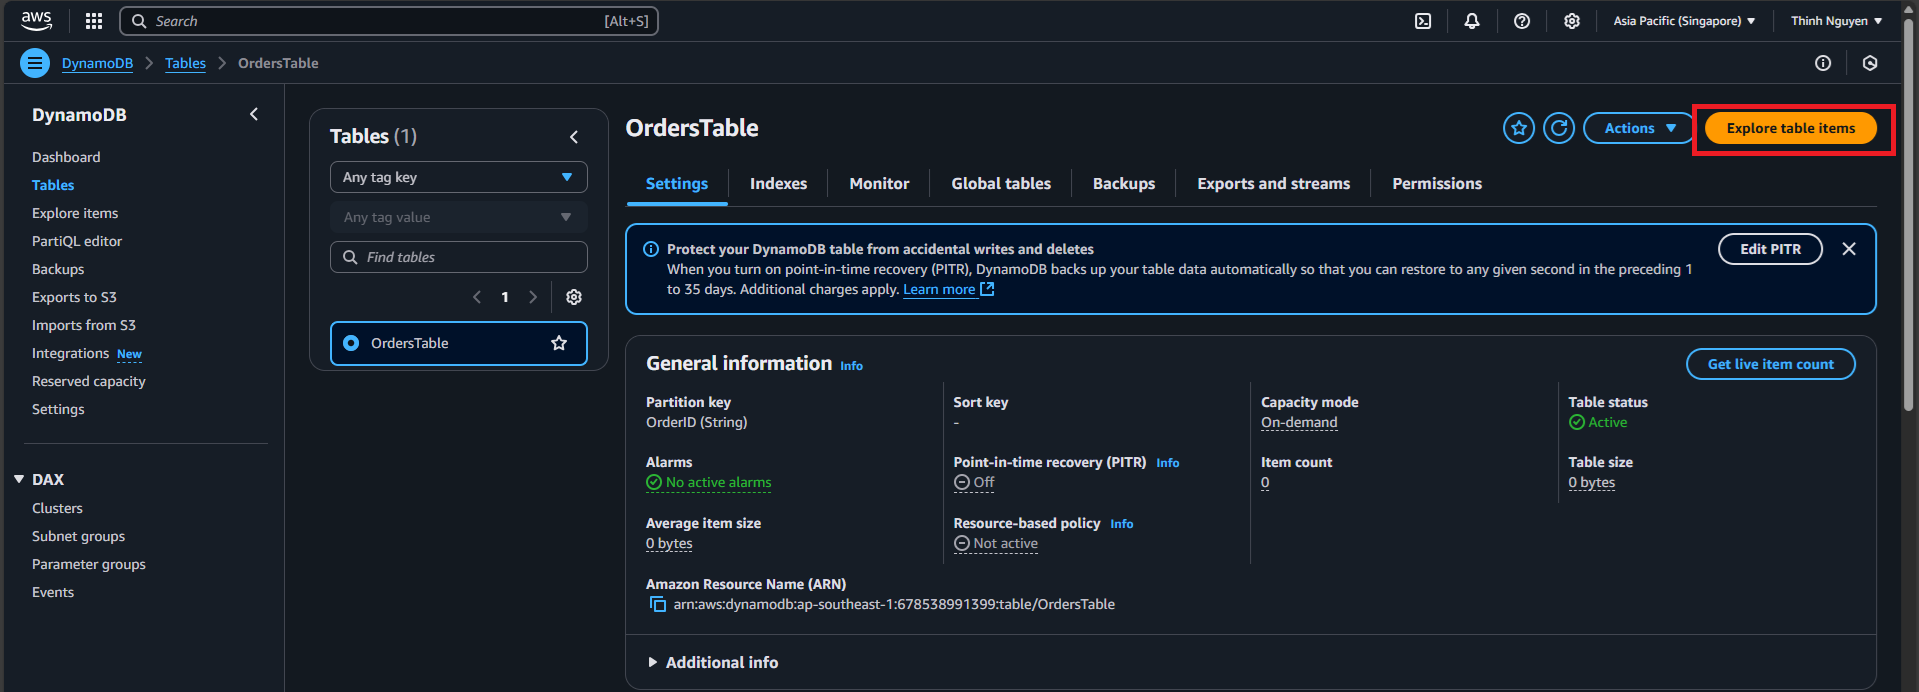 aws
Search
[Alt+S]
Asia Pacific (Singapore)
Thinh Nguyen
DynamoDB
Tables
OrdersTable
DynamoDB
Dashboard
Tables
Explore items
PartiQL editor
Backups
Exports to S3
Imports from S3
Integrations New
Reserved capacity
Settings
DAX
Clusters
Subnet groups
Parameter groups
Events
Tables (1)
Any tag key
Any tag value
Find tables
1
OrdersTable
OrdersTable
Actions
Explore table items
Settings
Indexes
Monitor
Global tables
Backups
Exports and streams
Permissions
Protect your DynamoDB table from accidental writes and deletes
When you turn on point-in-time recovery (PITR), DynamoDB backs up your table data automatically so that you can restore to any given second in the preceding 1
to 35 days. Additional charges apply. Learn more
Edit PITR
General information Info
Get live item count
Partition key
OrderID (String)
Sort key
-
Capacity mode
On-demand
Table status
Active
Alarms
No active alarms
Point-in-time recovery (PITR) Info
Off
Item count
0
Table size
0 bytes
Average item size
0 bytes
Resource-based policy Info
Not active
Amazon Resource Name (ARN)
arn:aws:dynamodb:ap-southeast-1:678538991399:table/OrdersTable
Additional info